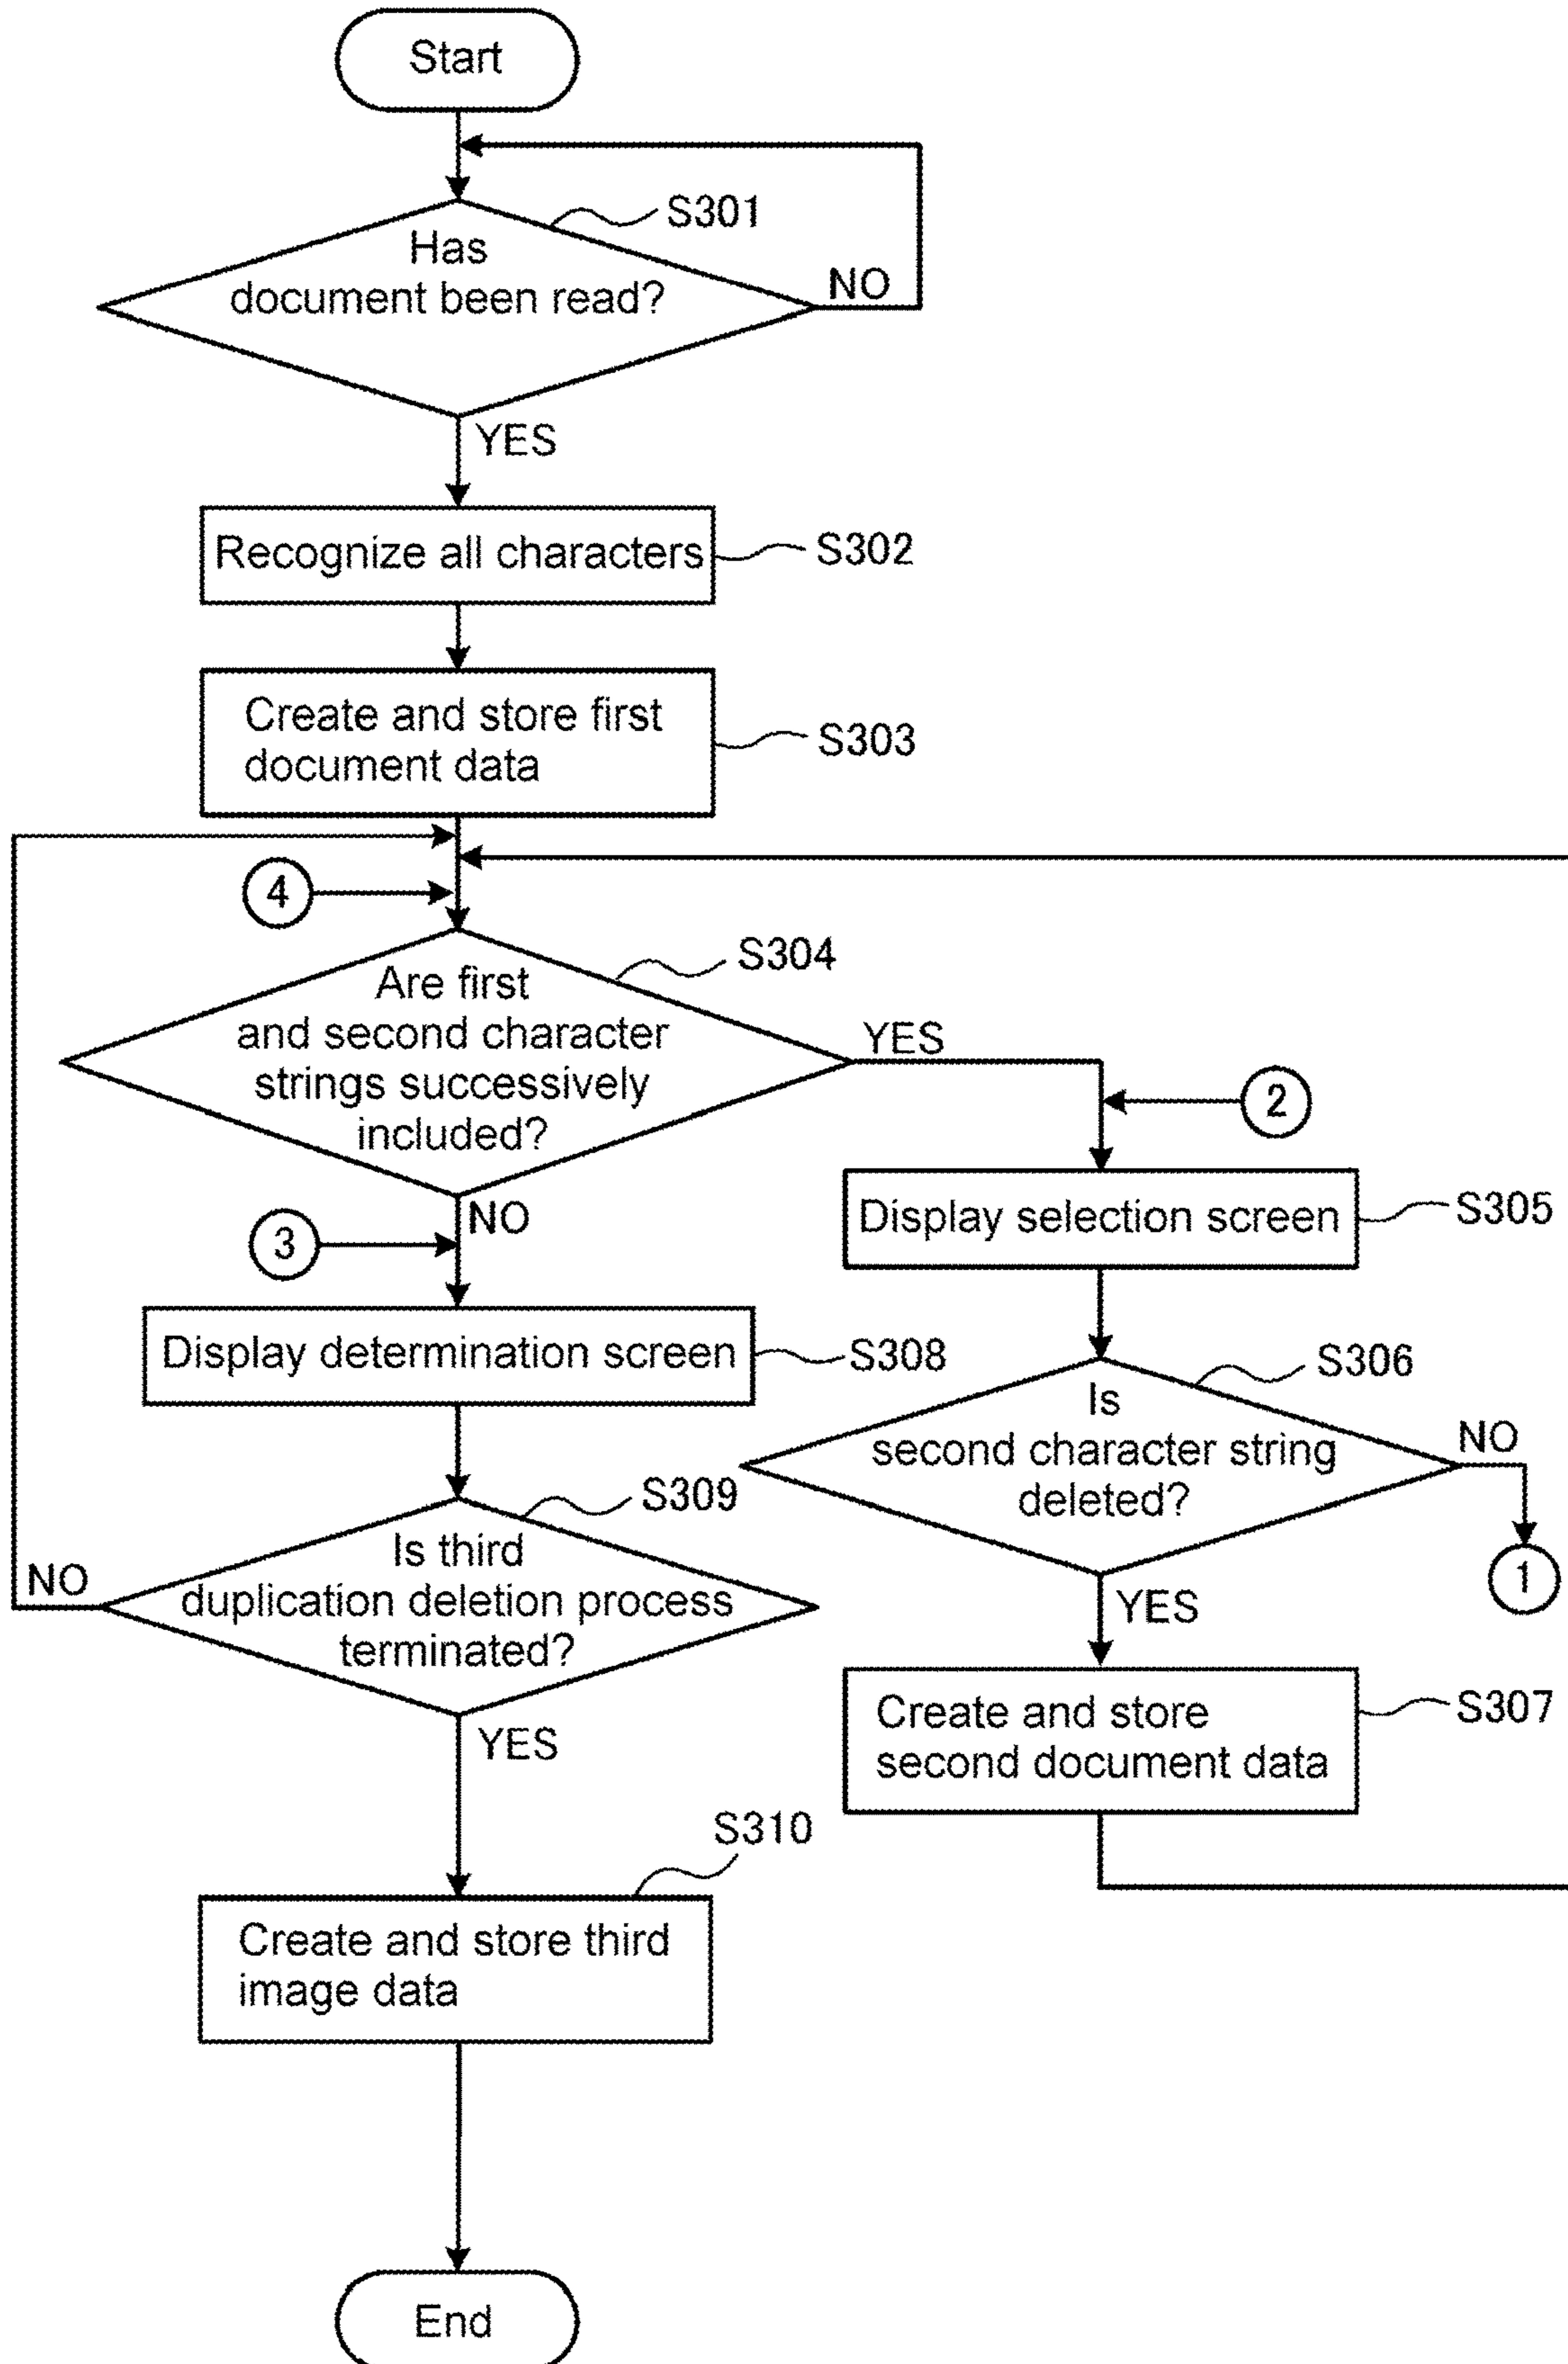 Start
S301
Has
document been read?
NO
YES
Recognize all characters
S302
Create and store first
document data
S303
4
S304
Are first
and second character
strings successively
included?
YES
2
NO
3
Display selection screen
S305
Display determination screen
S308
S306
Is
second character string
deleted?
NO
1
S309
Is third
duplication deletion process
terminated?
NO
YES
YES
Create and store
second document data
S307
S310
Create and store third
image data
End